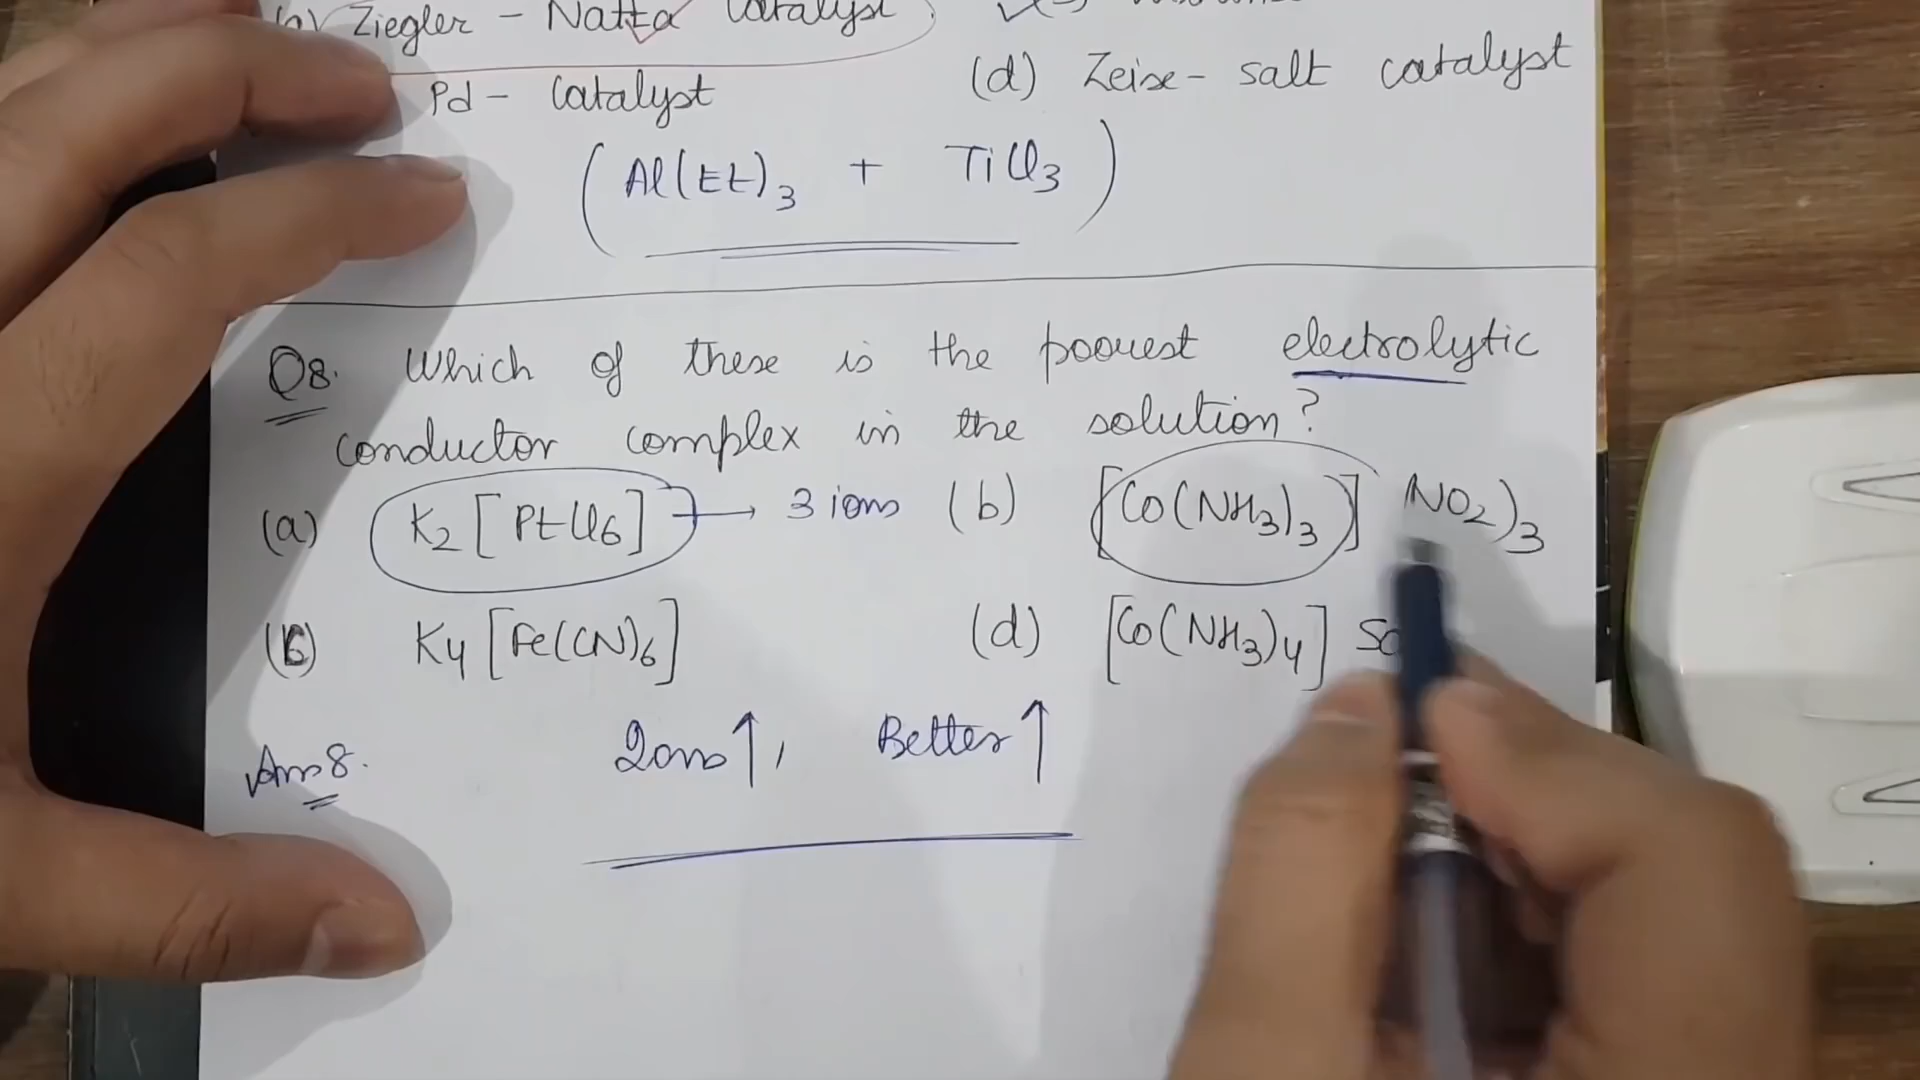 Ziegler - Natta Catalyst
Pd - Catalyst (d) Zeise - salt catalyst
(Al(Et)3 + TiCl3)
Q8. Which of these is the poorest electrolytic
conductor complex in the solution?
(a) K2[PtCl6] → 3 ions (b) [Co(NH3)3] NO2)3
(c) K4[Fe(CN)6] (d) [Co(NH3)4]
Ans 8. Ions↑, Better↑